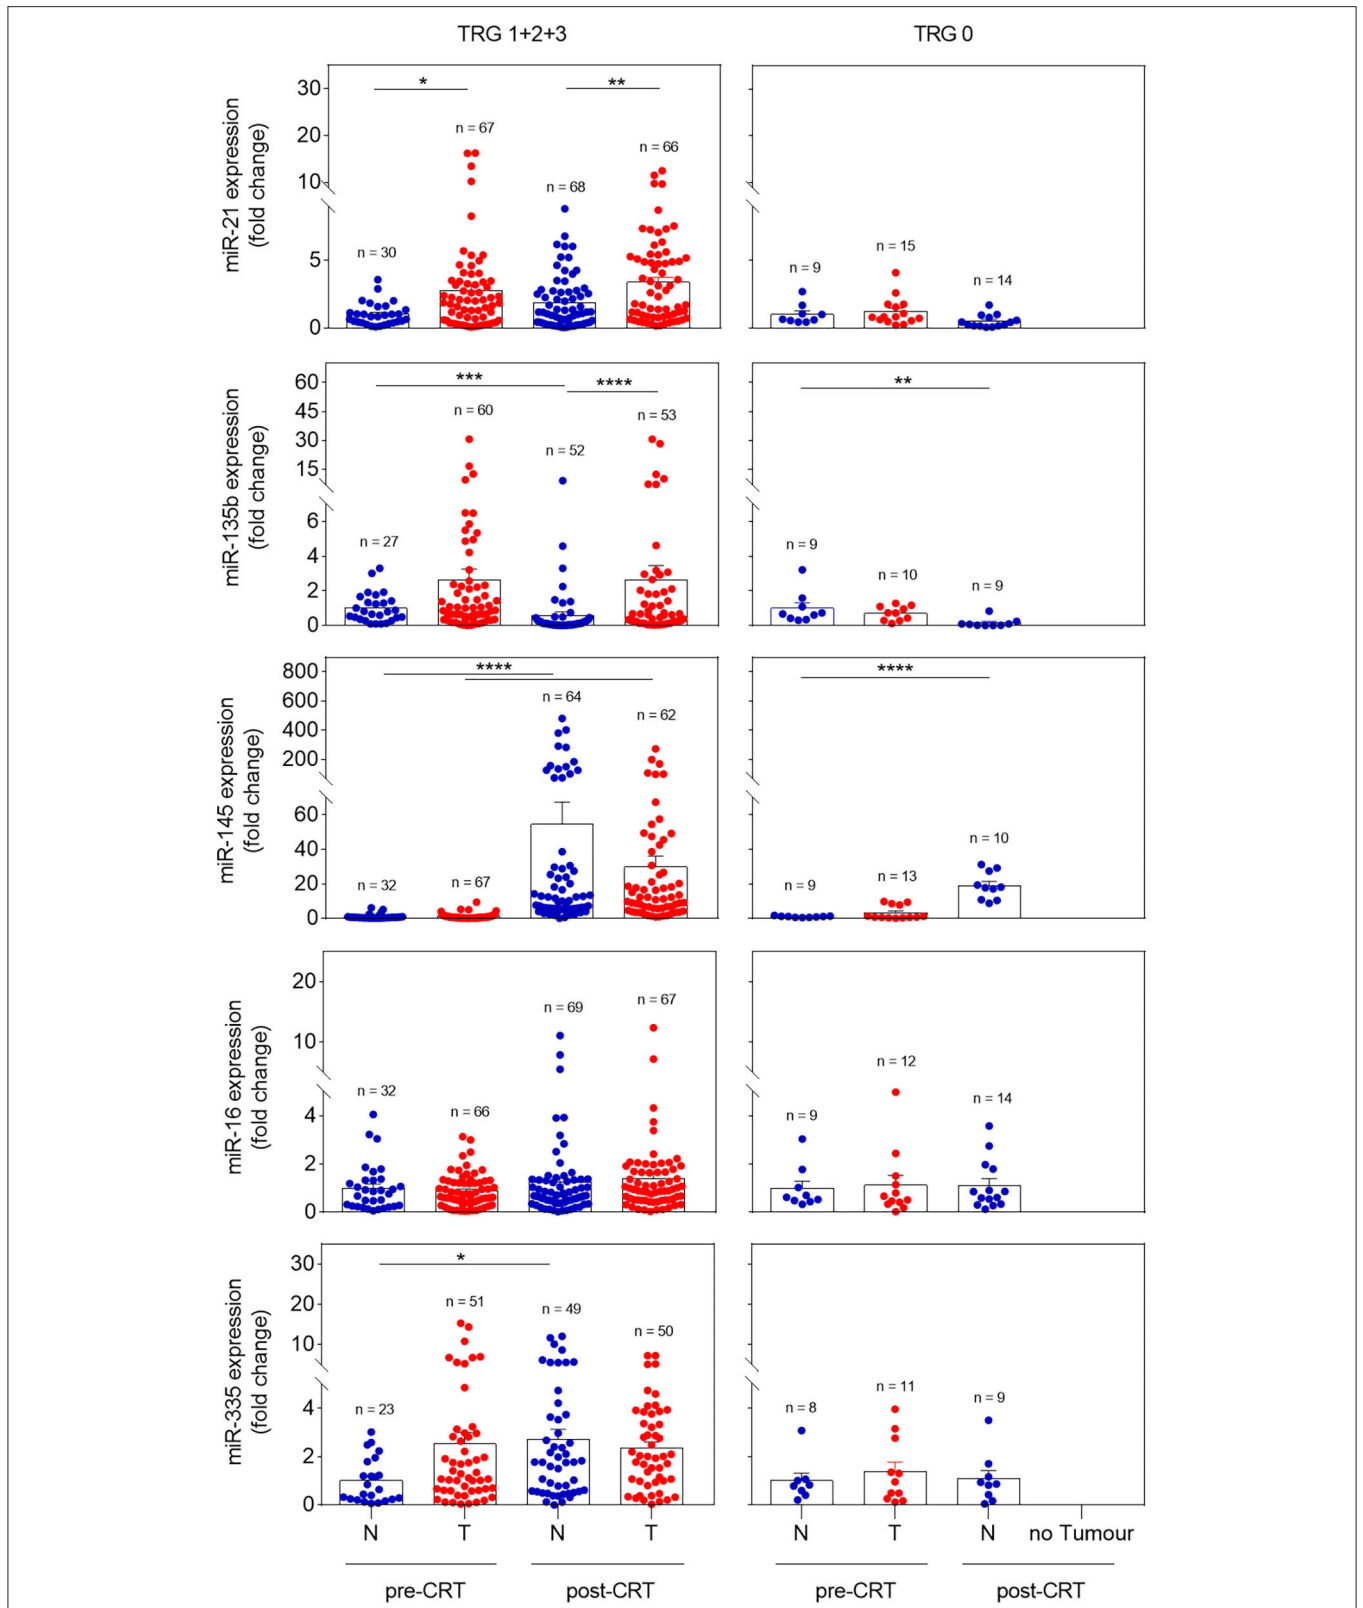 TRG 1+2+3
TRG 0
miR-21 expression
(fold change)
30
20
10
5
0
*
**
n = 30
n = 67
n = 68
n = 66
n = 9
n = 15
n = 14
miR-135b expression
(fold change)
60
45
30
15
6
4
2
0
***
****
n = 27
n = 60
n = 52
n = 53
**
n = 9
n = 10
n = 9
miR-145 expression
(fold change)
800
600
400
200
60
40
20
0
****
n = 32
n = 67
n = 64
n = 62
****
n = 9
n = 13
n = 10
miR-16 expression
(fold change)
20
10
4
2
0
n = 32
n = 66
n = 69
n = 67
n = 9
n = 12
n = 14
miR-335 expression
(fold change)
30
20
10
4
2
0
*
n = 23
n = 51
n = 49
n = 50
n = 8
n = 11
n = 9
N T N T
N T N no Tumour
pre-CRT post-CRT
pre-CRT post-CRT